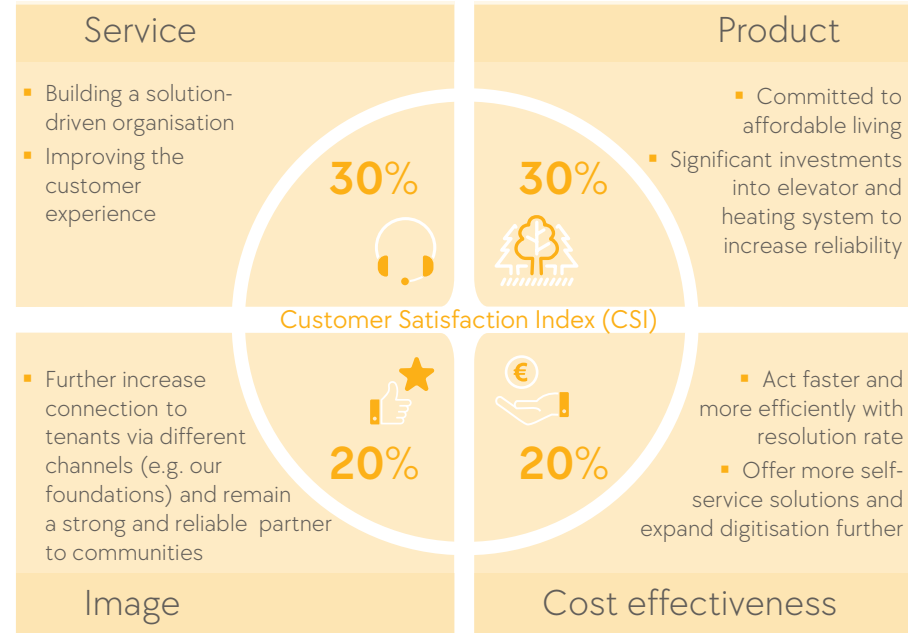 Service
▪ Building a solution-
driven organisation
▪ Improving the
customer
experience
30%
Product
▪ Committed to
affordable living
▪ Significant investments
into elevator and
heating system to
increase reliability
30%
Customer Satisfaction Index (CSI)
▪ Further increase
connection to
tenants via different
channels (e.g. our
foundations) and remain
a strong and reliable partner
to communities
20%
Image
€
20%
▪ Act faster and
more efficiently with
resolution rate
▪ Offer more self-
service solutions and
expand digitisation further
Cost effectiveness